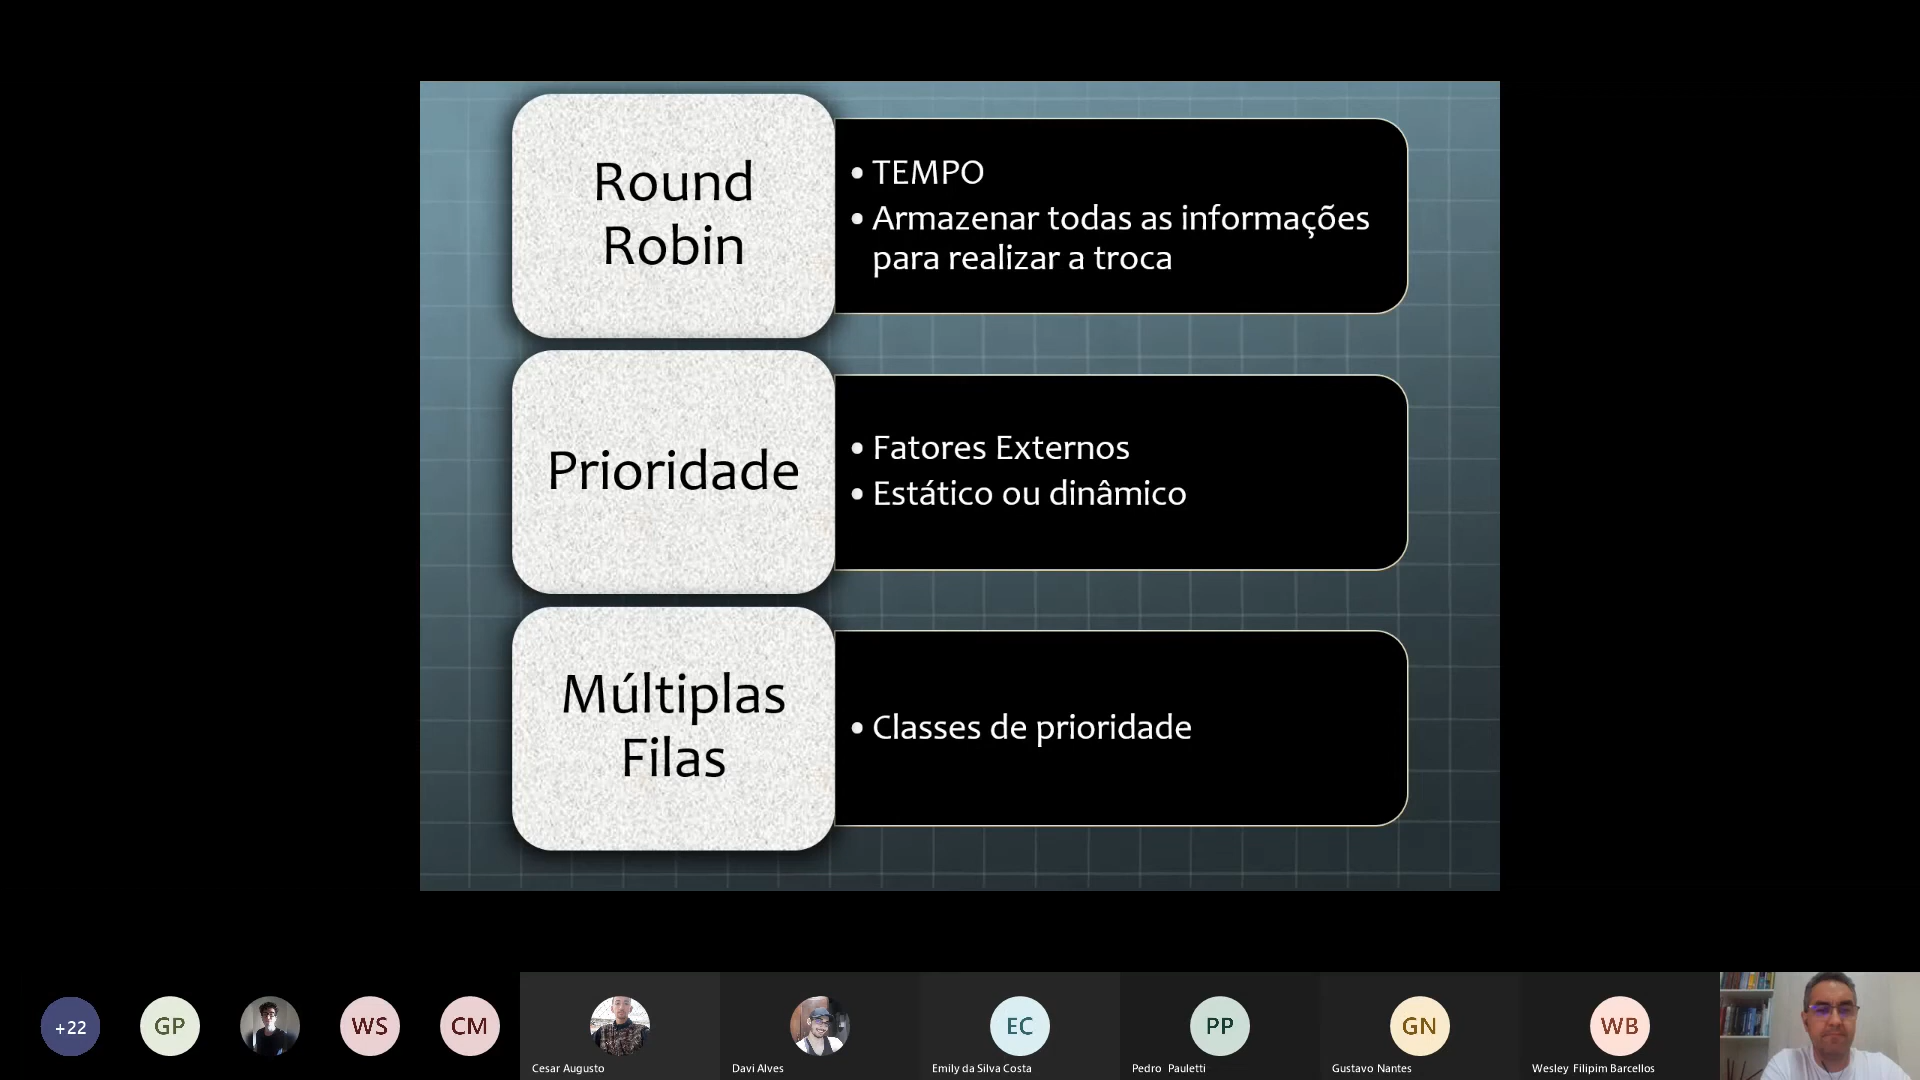 Round
Robin
• TEMPO
• Armazenar todas as informações
para realizar a troca
Prioridade
• Fatores Externos
• Estático ou dinâmico
Múltiplas
Filas
• Classes de prioridade
+22
GP
WS
CM
Cesar Augusto
Davi Alves
EC
Emily da Silva Costa
PP
Pedro Pauletti
GN
Gustavo Nantes
WB
Wesley Filipim Barcellos